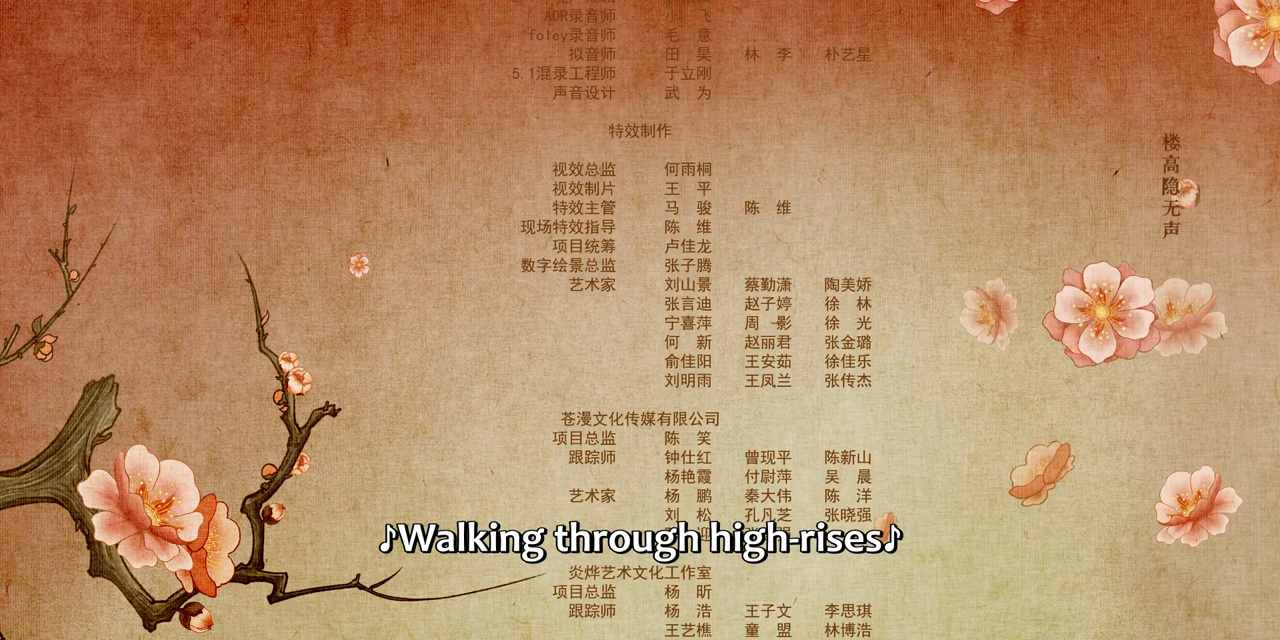 ADR录音师 小 飞
foley录音师 毛 意
拟音师 田 昊 林 李 朴艺星
5.1混录工程师 于立刚
声音设计 武 为
特效制作
视效总监 何雨桐
视效制片 王 平
特效主管 马 骏 陈 维
现场特效指导 陈 维
项目统筹 卢佳龙
数字绘景总监 张子腾
艺术家 刘山景 蔡勤潇 陶美娇
张言迪 赵子婷 徐 林
宁喜萍 周 影 徐 光
何 新 赵丽君 张金璐
俞佳阳 王安茹 徐佳乐
刘明雨 王凤兰 张传杰
苍漫文化传媒有限公司
项目总监 陈 笑
跟踪师 钟仕红 曾现平 陈新山
杨艳霞 付尉萍 吴 晨
艺术家 杨 鹏 秦大伟 陈 洋
刘 松 孔凡芝 张晓强
♪Walking through high-rises♪
炎烨艺术文化工作室
项目总监 杨 昕
跟踪师 杨 浩 王子文 李思琪
王艺樵 童 盟 林博浩
楼高隐无声